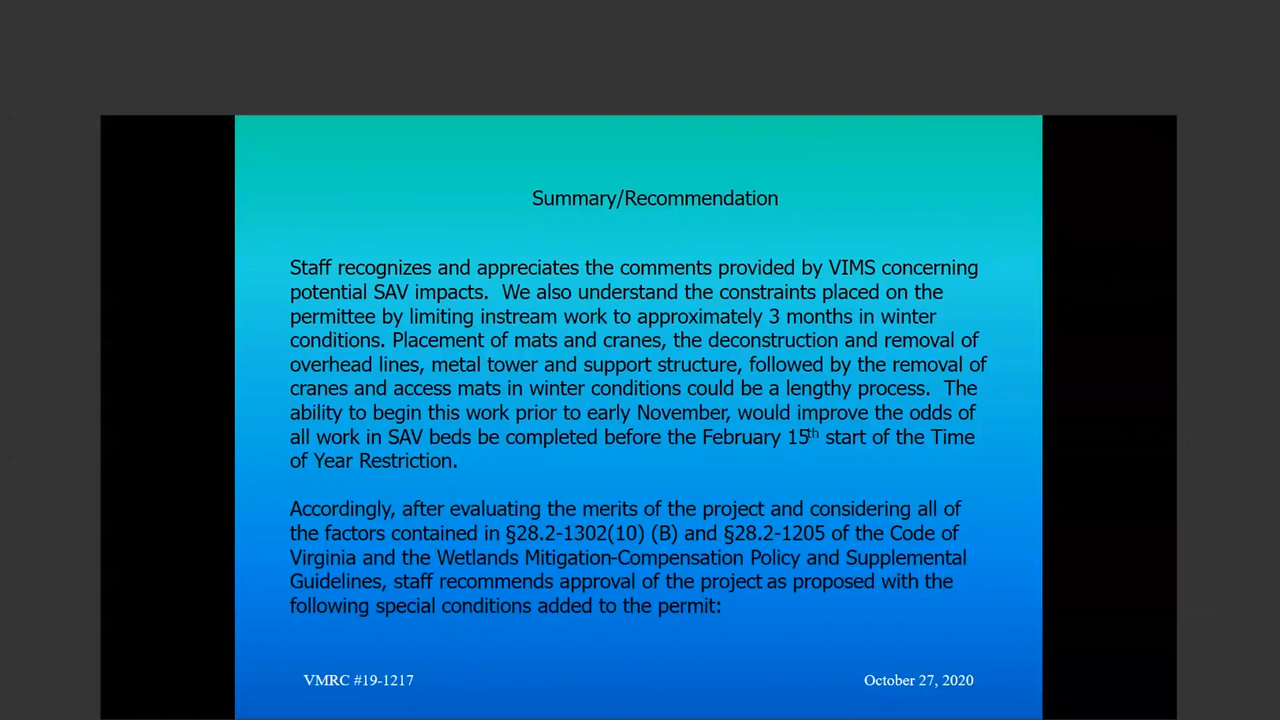 Summary/Recommendation
Staff recognizes and appreciates the comments provided by VIMS concerning
potential SAV impacts.  We also understand the constraints placed on the
permittee by limiting instream work to approximately 3 months in winter
conditions. Placement of mats and cranes, the deconstruction and removal of
overhead lines, metal tower and support structure, followed by the removal of
cranes and access mats in winter conditions could be a lengthy process.  The
ability to begin this work prior to early November, would improve the odds of
all work in SAV beds be completed before the February 15th start of the Time
of Year Restriction.
Accordingly, after evaluating the merits of the project and considering all of
the factors contained in §28.2-1302(10) (B) and §28.2-1205 of the Code of
Virginia and the Wetlands Mitigation-Compensation Policy and Supplemental
Guidelines, staff recommends approval of the project as proposed with the
following special conditions added to the permit:
VMRC #19-1217
October 27, 2020